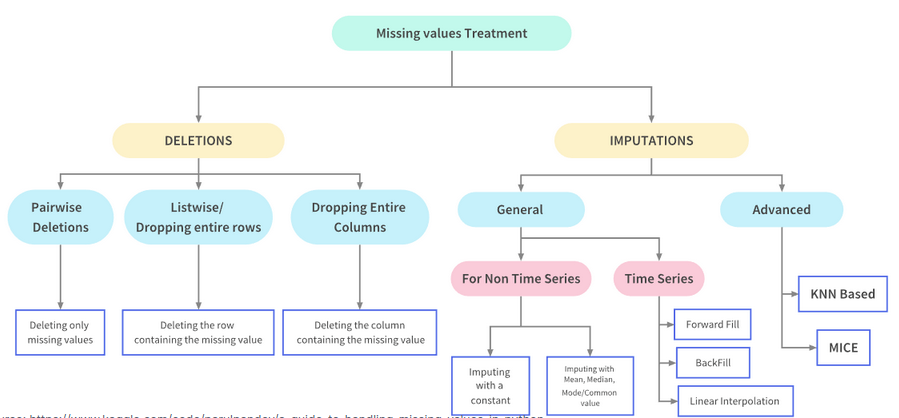 Missing values Treatment
DELETIONS
IMPUTATIONS
Pairwise
Deletions
Listwise/
Dropping entire rows
Dropping Entire
Columns
General
Advanced
For Non Time Series
Time Series
KNN Based
MICE
Deleting only
missing values
Deleting the row
containing the missing value
Deleting the column
containing the missing value
Forward Fill
BackFill
Linear Interpolation
Imputing
with a
constant
Imputing with
Mean, Median,
Mode/Common
value